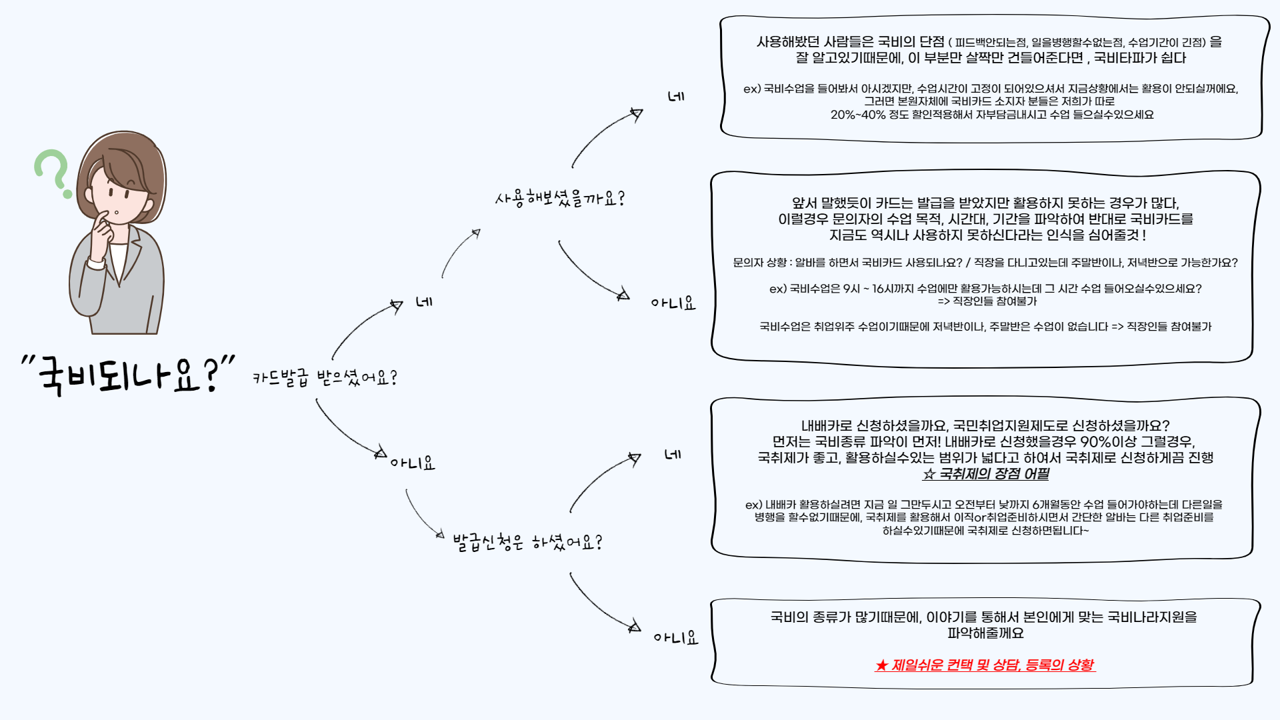 "국비되나요?"
카드발급 받으셨어요?
네
사용해보셨을까요?
네
사용해봤던 사람들은 국비의 단점 ( 피드백안되는점, 일을병행할수없는점, 수업기간이 긴점) 을
잘 알고있기때문에, 이 부분만 살짝만 건들어준다면 , 국비타파가 쉽다
ex) 국비수업을 들어봐서 아시겠지만, 수업시간이 고정이 되어있으셔서 지금상황에서는 활용이 안되실꺼에요,
그러면 본원자체에 국비카드 소지자 분들은 저희가 따로
20%~40% 정도 할인적용해서 자부담금내시고 수업 들으실수있으세요
아니요
앞서 말했듯이 카드는 발급을 받았지만 활용하지 못하는 경우가 많다,
이럴경우 문의자의 수업 목적, 시간대, 기간을 파악하여 반대로 국비카드를
지금도 역시나 사용하지 못하신다라는 인식을 심어줄것 !
문의자 상황 : 알바를 하면서 국비카드 사용되나요? / 직장을 다니고있는데 주말반이나, 저녁반으로 가능한가요?
ex) 국비수업은 9시 ~ 16시까지 수업에만 활용가능하시는데 그 시간 수업 들어오실수있으세요?
=> 직장인들 참여불가
국비수업은 취업위주 수업이기때문에 저녁반이나, 주말반은 수업이 없습니다 => 직장인들 참여불가
아니요
발급신청은 하셨어요?
네
내배카로 신청하셨을까요, 국민취업지원제도로 신청하셨을까요?
먼저는 국비종류 파악이 먼저! 내배카로 신청했을경우 90%이상 그럴경우,
국취제가 좋고, 활용하실수있는 범위가 넓다고 하여서 국취제로 신청하게끔 진행
☆ 국취제의 장점 어필
ex) 내배카 활용하실려면 지금 일 그만두시고 오전부터 낮까지 6개월동안 수업 들어가야하는데 다른일을
병행을 할수없기때문에, 국취제를 활용해서 이직or취업준비하시면서 간단한 알바는 다른 취업준비를
하실수있기때문에 국취제로 신청하면됩니다~
아니요
국비의 종류가 많기때문에, 이야기를 통해서 본인에게 맞는 국비나라지원을
파악해줄께요
★ 제일쉬운 컨택 및 상담, 등록의 상황